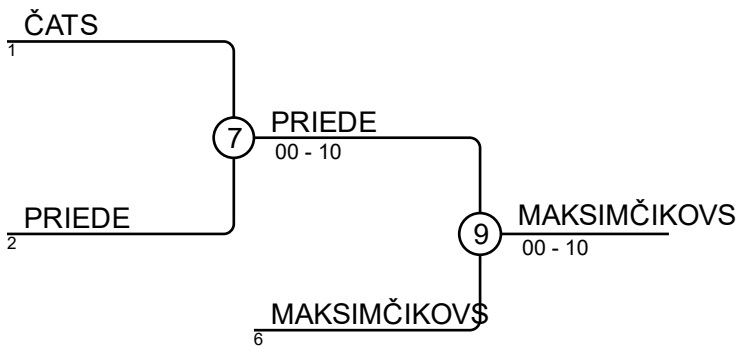 ČATS
1
7
PRIEDE
00 - 10
PRIEDE
2
9
MAKSIMČIKOVS
00 - 10
MAKSIMČIKOVS
6